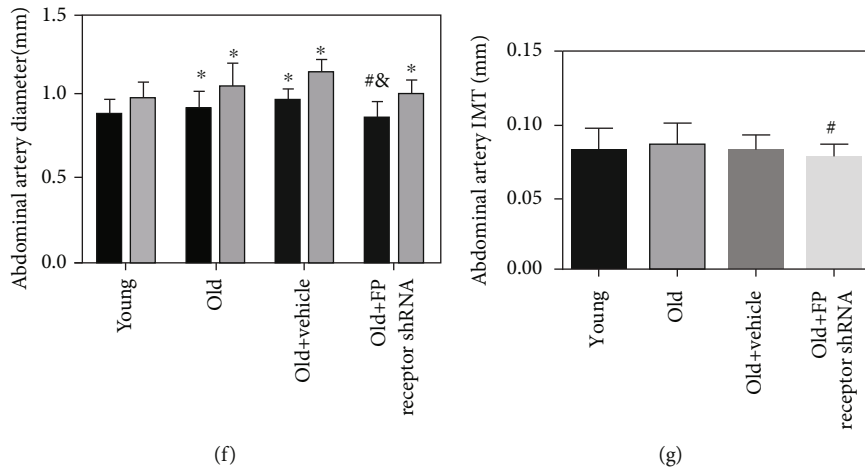 Abdominal artery diameter(mm)
1.5
1.0
0.5
0.0
* * * * #& *
Young
Old
Old+vehicle
Old+FP
receptor shRNA
(f)
Abdominal artery IMT (mm)
0.15
0.10
0.05
0.00
#
Young
Old
Old+vehicle
Old+FP
receptor shRNA
(g)